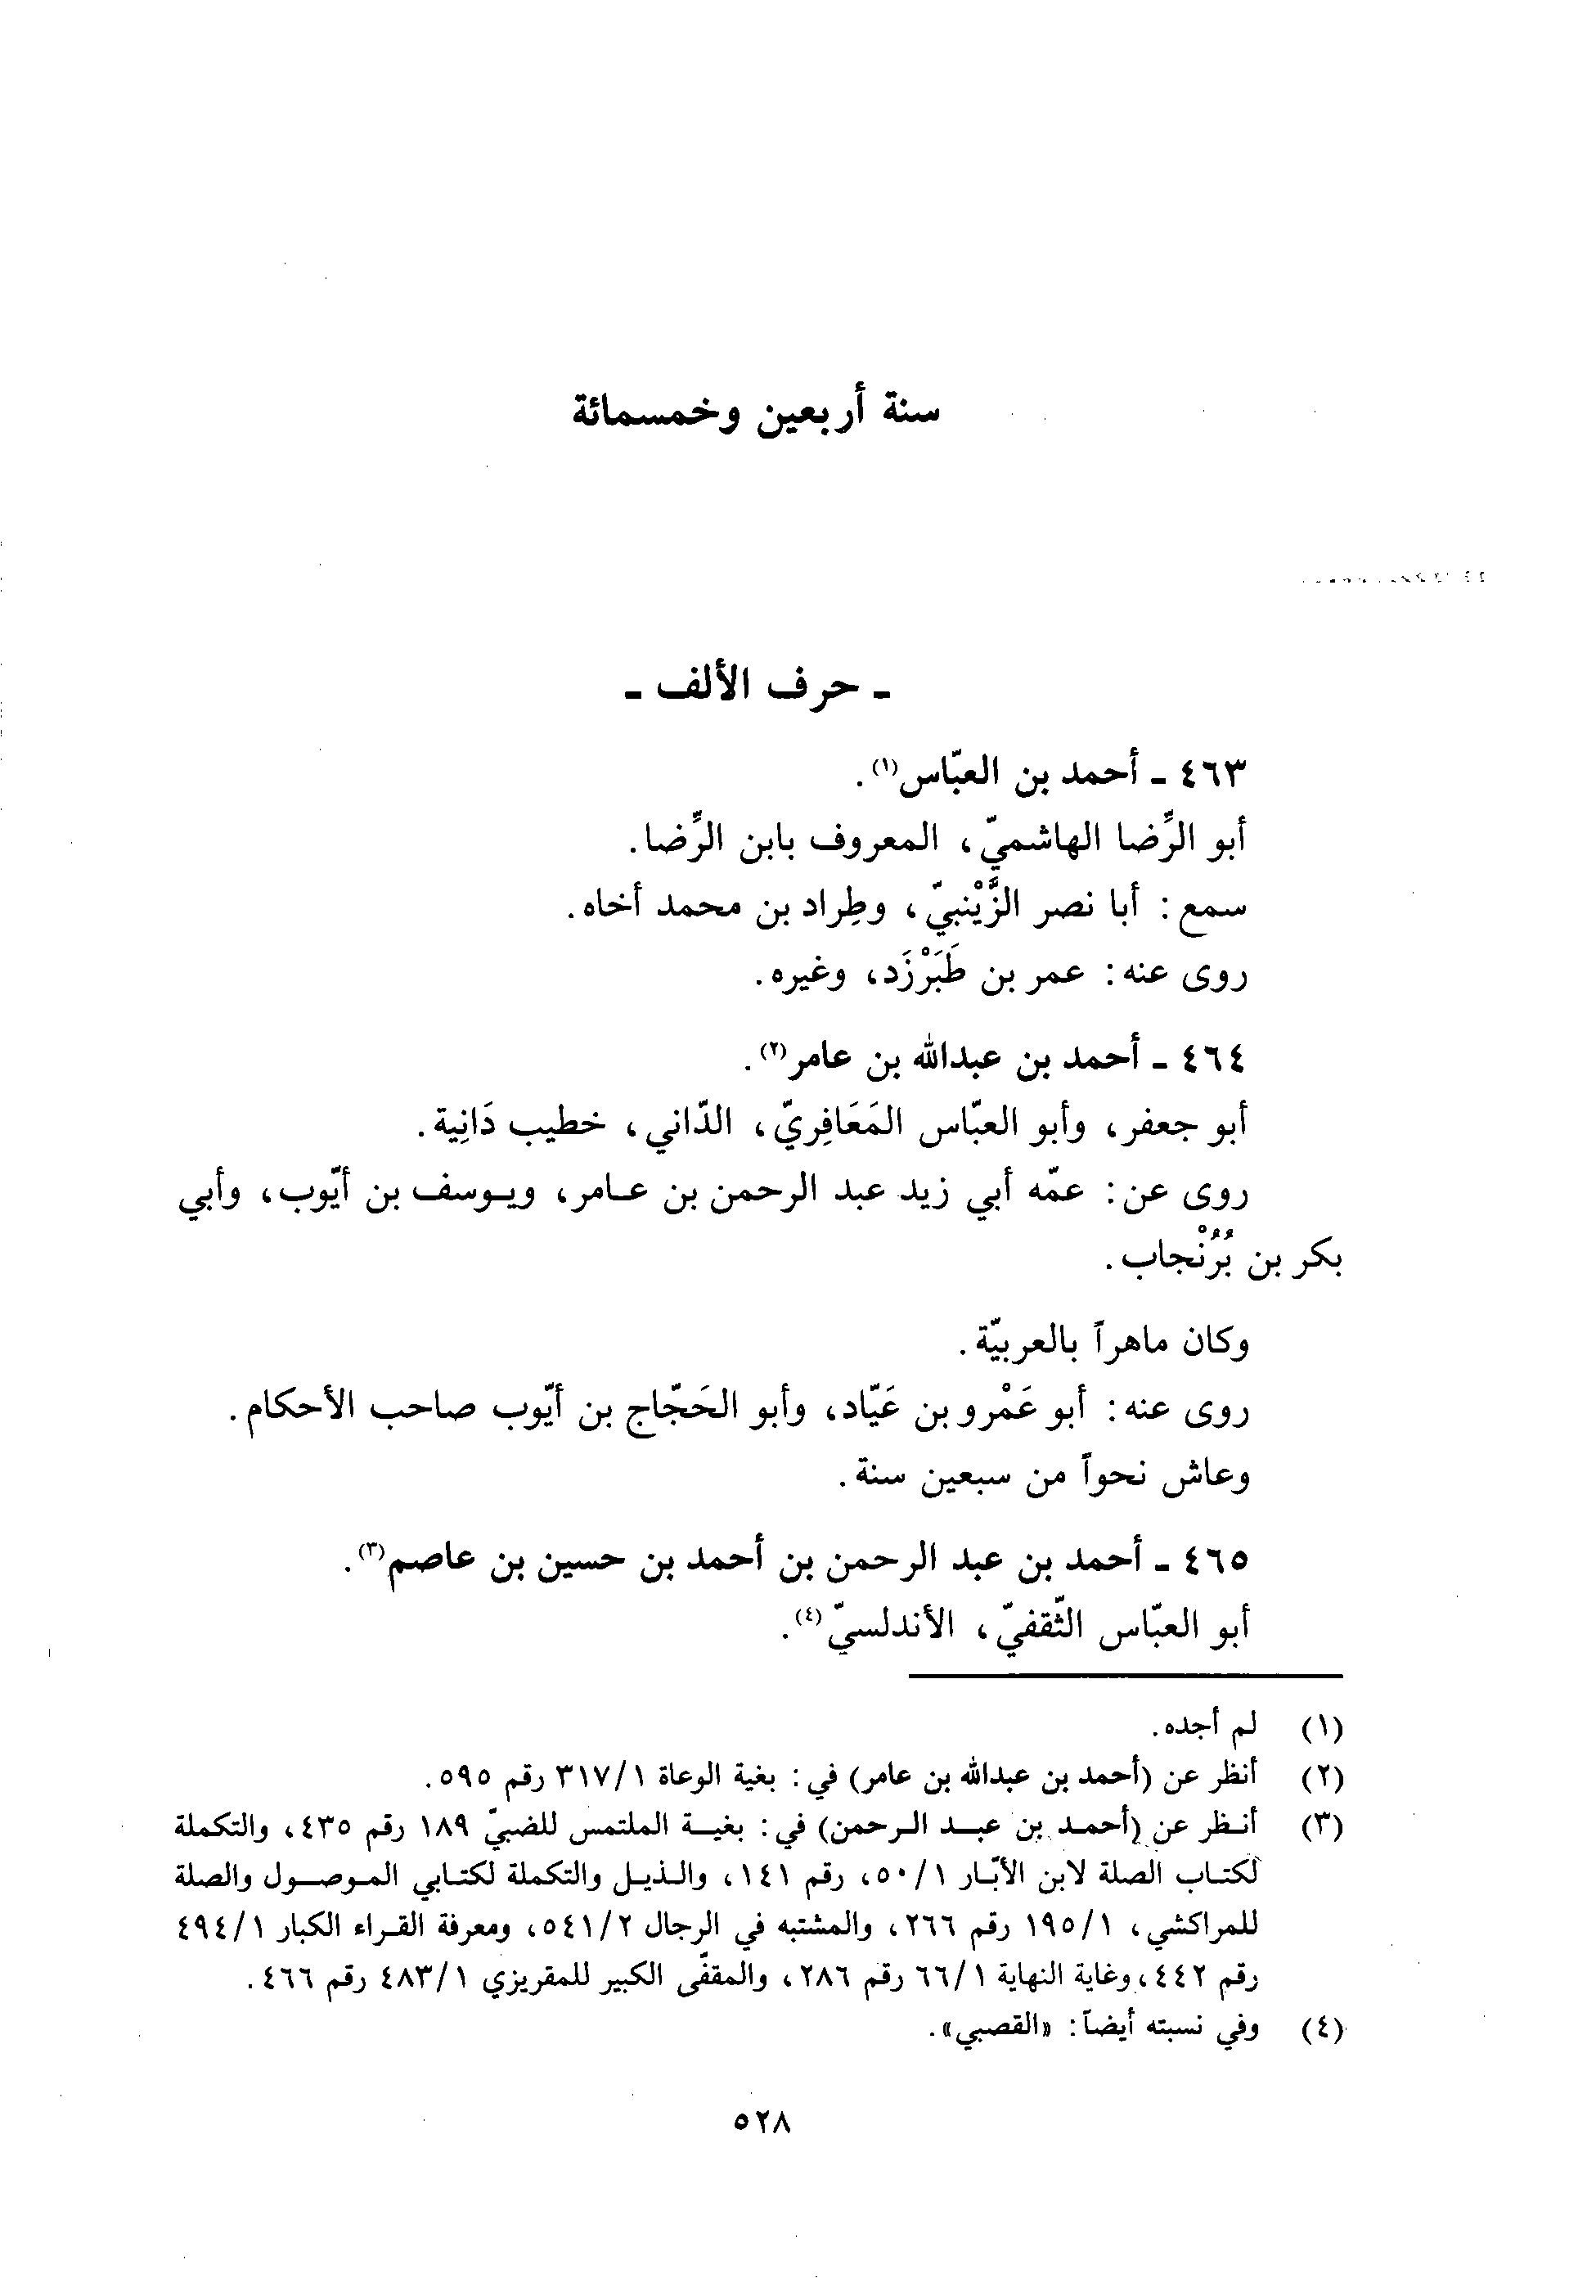 سنة أربعين وخمسمائة
ـ حرف الألف ـ
٤٦٣ ـ أحمد بن العبّاس(١).
أبو الرِّضا الهاشميّ، المعروف بابن الرِّضا.
سمع: أبا نصر الزَّيْنبيّ، وطِراد بن محمد أخاه.
روى عنه: عمر بن طَبَرْزَد، وغيره.
٤٦٤ ـ أحمد بن عبدالله بن عامر(٢).
أبو جعفر، وأبو العبّاس المَعَافِريّ، الدّاني، خطيب دَانِية.
روى عن: عمّه أبي زيد عبد الرحمن بن عامر، ويوسف بن أيّوب، وأبي
بكر بن بُرُنْجاب.
وكان ماهراً بالعربيّة.
روى عنه: أبو عَمْرو بن عَيّاد، وأبو الحَجّاج بن أيّوب صاحب الأحكام.
وعاش نحواً من سبعين سنة.
٤٦٥ ـ أحمد بن عبد الرحمن بن أحمد بن حسين بن عاصم(٣).
أبو العبّاس الثّقفيّ، الأندلسيّ(٤).
(١) لم أجده.
(٢) أنظر عن (أحمد بن عبدالله بن عامر) في: بغية الوعاة ٣١٧/١ رقم ٥٩٥.
(٣) أنظر عن (أحمد بن عبد الرحمن) في: بغية الملتمس للضبيّ ١٨٩ رقم ٤٣٥، والتكملة
لكتاب الصلة لابن الأبّار ٥٠/١، رقم ١٤١، والذيل والتكملة لكتابي الموصول والصلة
للمراكشي، ١٩٥/١ رقم ٢٦٦، والمشتبه في الرجال ٥٤١/٢، ومعرفة القراء الكبار ٤٩٤/١
رقم ٤٤٢، وغاية النهاية ٦٦/١ رقم ٢٨٦، والمقفّى الكبير للمقريزي ٤٨٣/١ رقم ٤٦٦.
(٤) وفي نسبته أيضاً: «القصبي».
٥٢٨